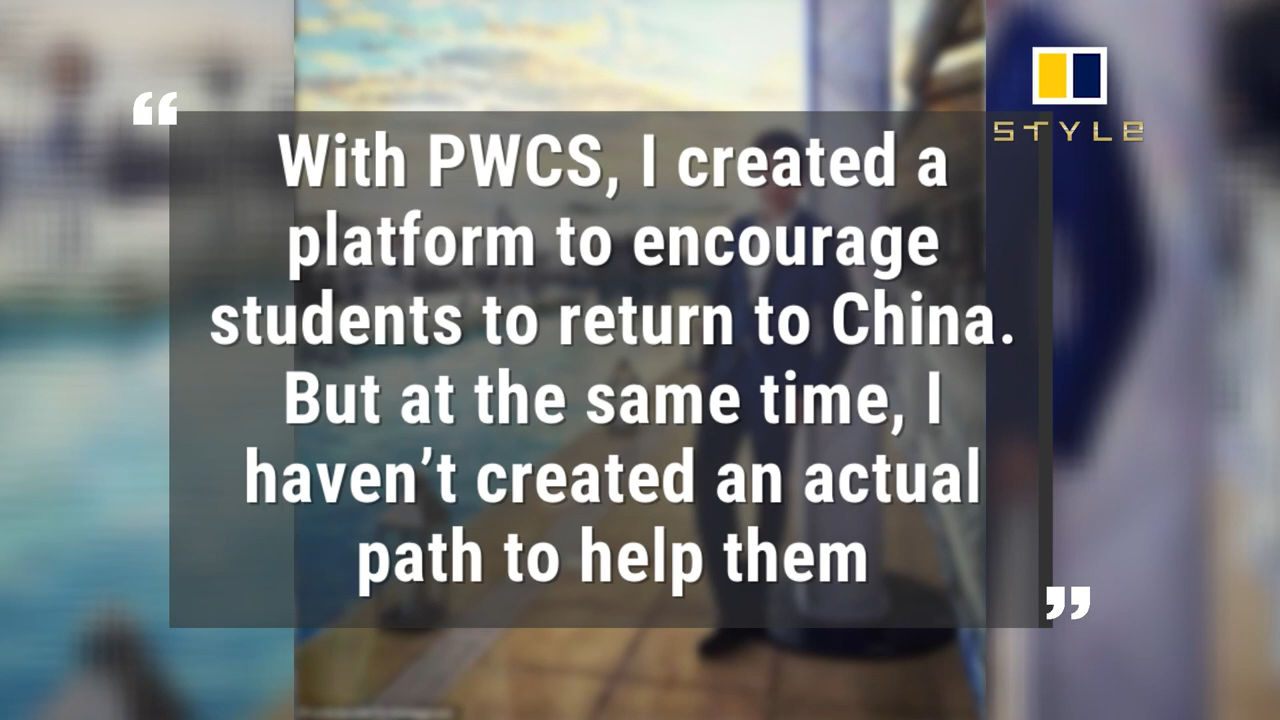 STYLE
“
With PWCS, I created a
platform to encourage
students to return to China.
But at the same time, I
haven’t created an actual
path to help them
”